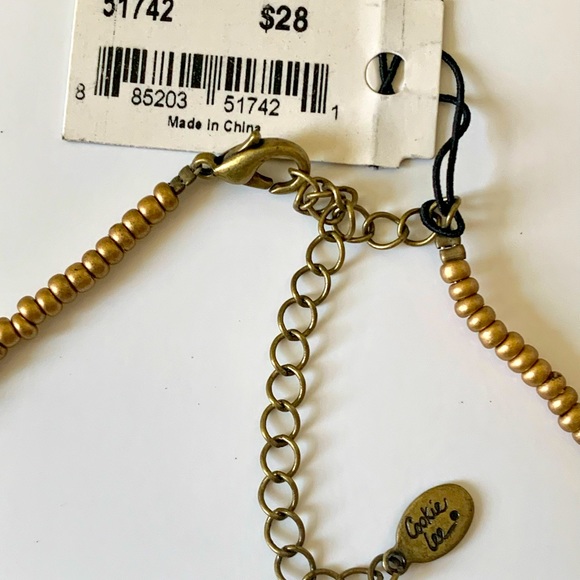 51742 $28
8 85203 51742 1
Made In China
Cookie
Lee